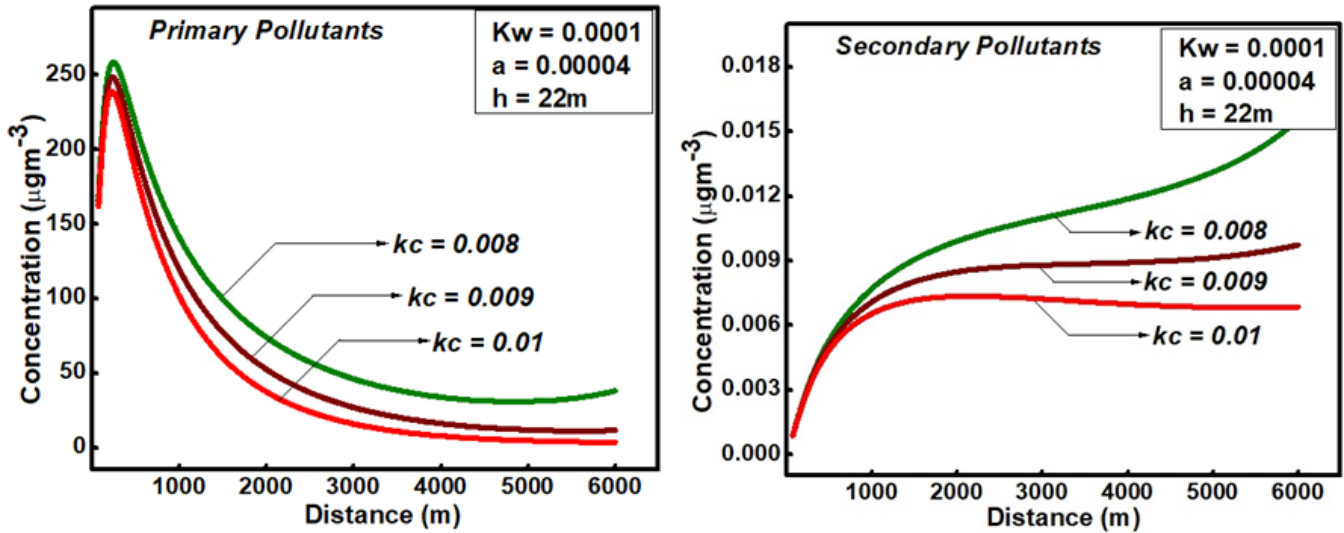 Primary Pollutants
Kw = 0.0001
a = 0.00004
h = 22m
Concentration (μgm⁻³)
250
200
150
100
50
0
kc = 0.008
kc = 0.009
kc = 0.01
1000 2000 3000 4000 5000 6000
Distance (m)
Secondary Pollutants
Kw = 0.0001
a = 0.00004
h = 22m
Concentration (μgm⁻³)
0.018
0.015
0.012
0.009
0.006
0.003
0.000
kc = 0.008
kc = 0.009
kc = 0.01
1000 2000 3000 4000 5000 6000
Distance (m)